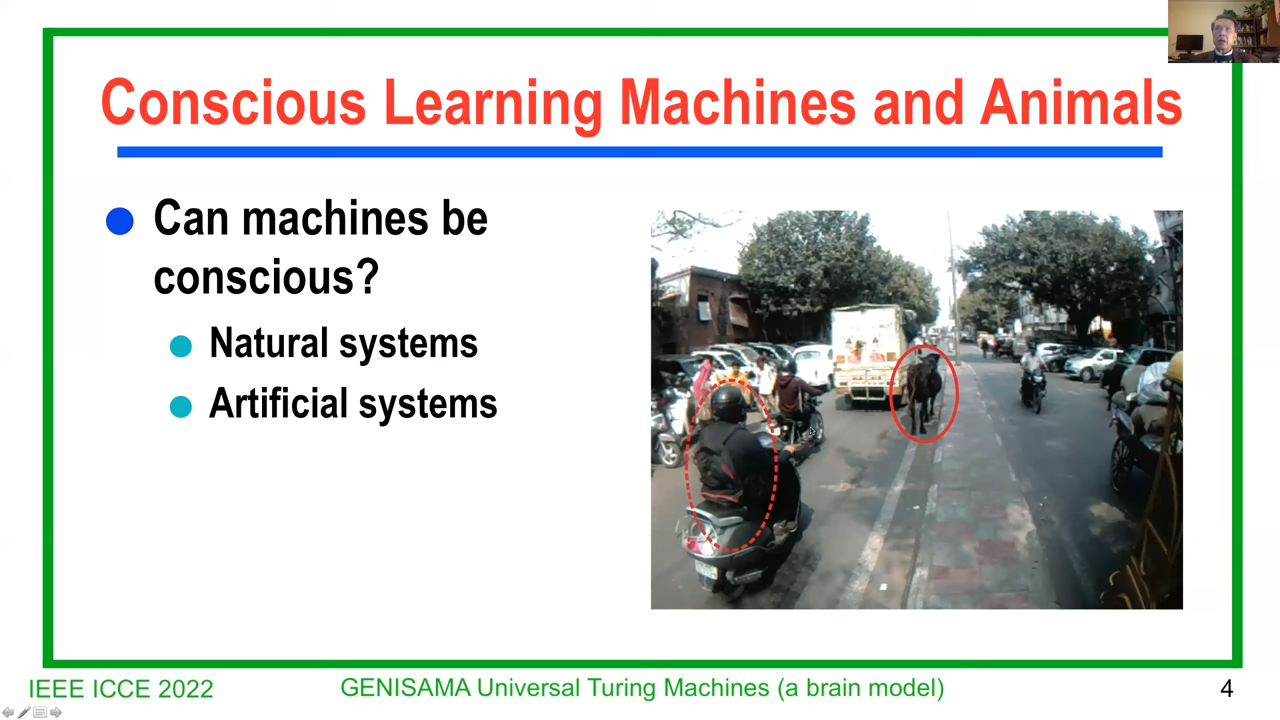 Conscious Learning Machines and Animals
Can machines be
conscious?
Natural systems
Artificial systems
IEEE ICCE 2022
GENISAMA Universal Turing Machines (a brain model)
4